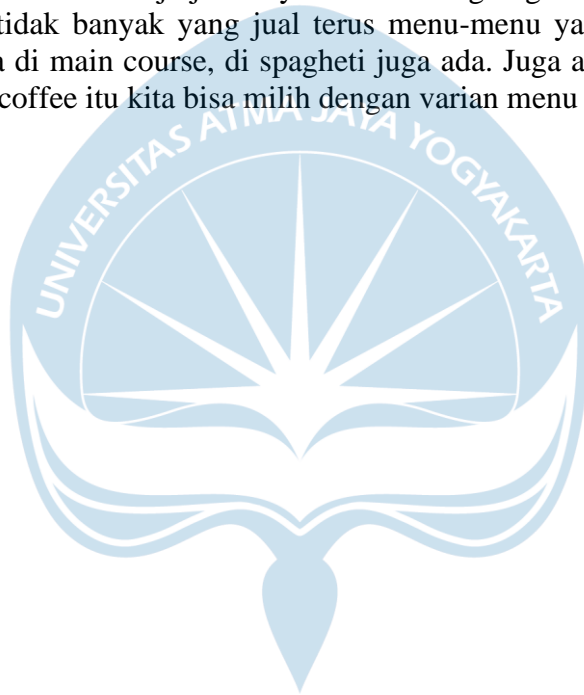 tidak banyak yang jual terus menu-menu ya
di main course, di spagheti juga ada. Juga a
coffee itu kita bisa milih dengan varian menu
UNIVERSITAS ATMA JAYA YOGYAKARTA